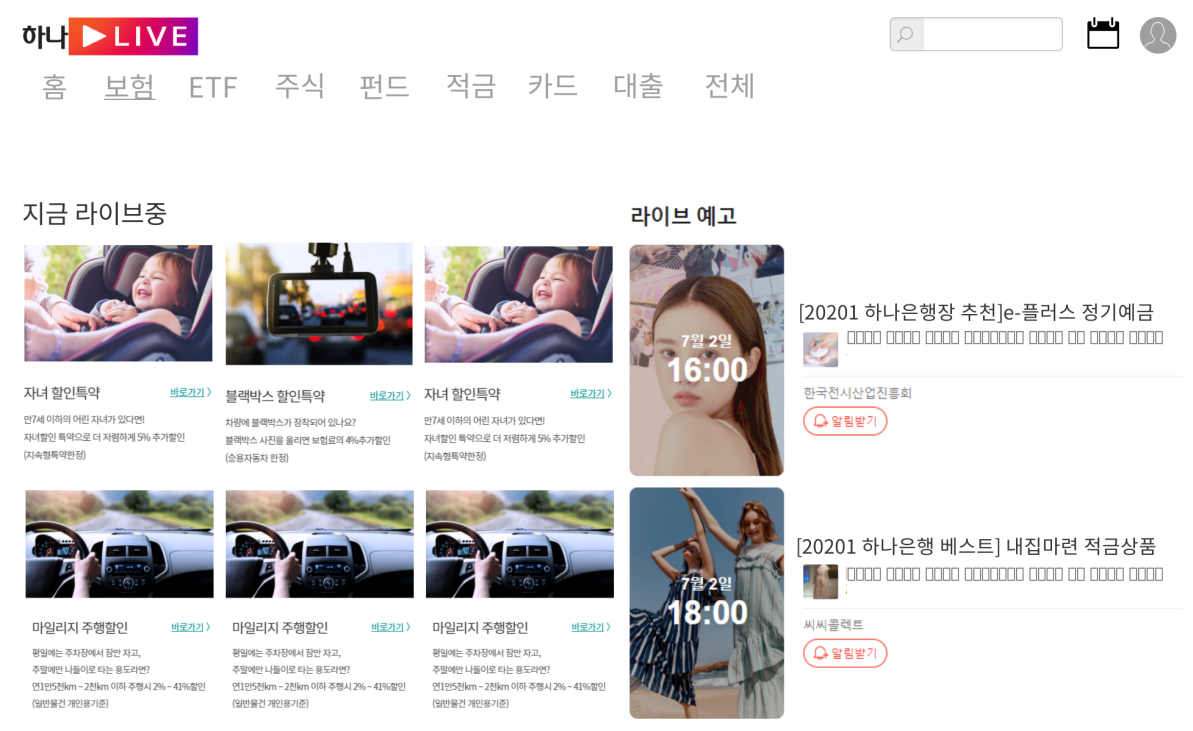 하나 LIVE
홈 보험 ETF 주식 펀드 적금 카드 대출 전체
지금 라이브중
자녀 할인특약 바로가기 〉
만7세 이하의 어린 자녀가 있다면!
자녀할인 특약으로 더 저렴하게 5% 추가할인
(지속형특약한정)
블랙박스 할인특약 바로가기 〉
차량에 블랙박스가 장착되어 있나요?
블랙박스 사진을 올리면 보험료의 4%추가할인
(승용자동차 한정)
자녀 할인특약 바로가기 〉
만7세 이하의 어린 자녀가 있다면!
자녀할인 특약으로 더 저렴하게 5% 추가할인
(지속형특약한정)
마일리지 주행할인 바로가기 〉
평일에는 주차장에서 잠만 자고,
주말에만 나들이로 타는 용도라면?
연1만5천km ~ 2천km 이하 주행시 2% ~ 41%할인
(일반물건 개인용기준)
마일리지 주행할인 바로가기 〉
평일에는 주차장에서 잠만 자고,
주말에만 나들이로 타는 용도라면?
연1만5천km ~ 2천km 이하 주행시 2% ~ 41%할인
(일반물건 개인용기준)
마일리지 주행할인 바로가기 〉
평일에는 주차장에서 잠만 자고,
주말에만 나들이로 타는 용도라면?
연1만5천km ~ 2천km 이하 주행시 2% ~ 41%할인
(일반물건 개인용기준)
라이브 예고
7월 2일
16:00
[20201 하나은행장 추천]e-플러스 정기예금
한국전시산업진흥회
알림받기
7월 2일
18:00
[20201 하나은행 베스트] 내집마련 적금상품
씨씨콜렉트
알림받기